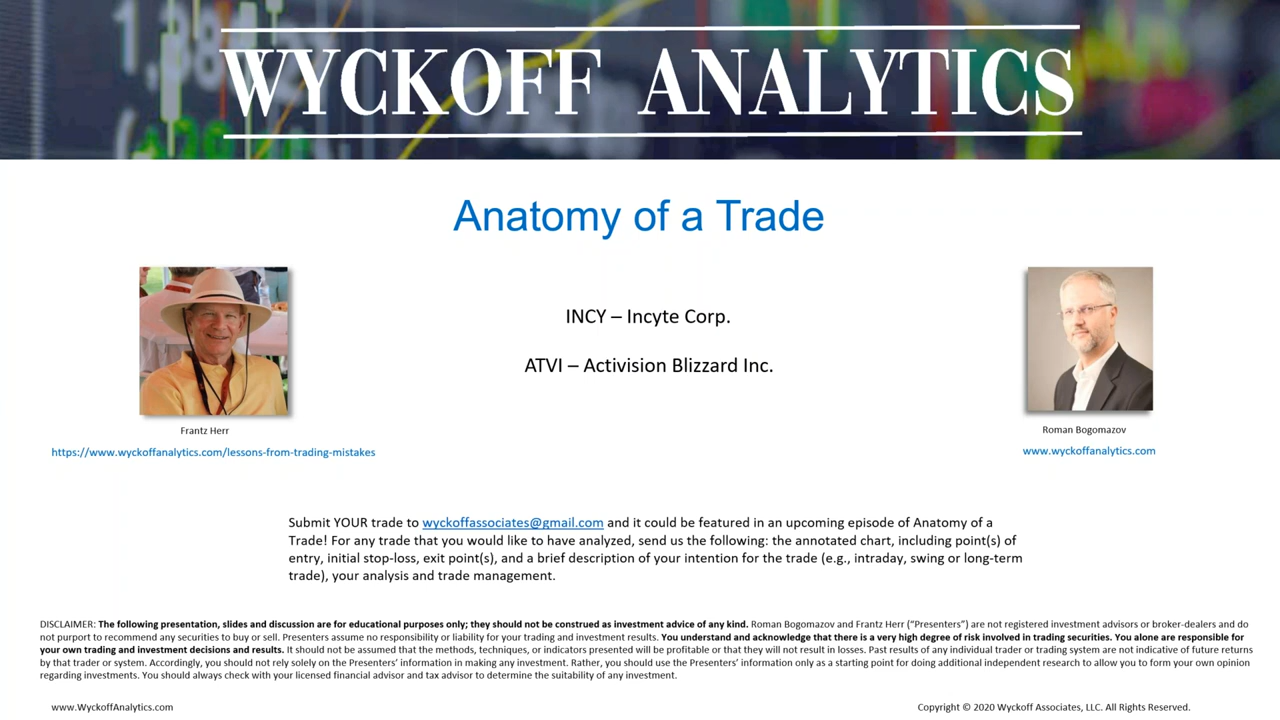 WYCKOFF ANALYTICS
Anatomy of a Trade
INCY – Incyte Corp.
ATVI – Activision Blizzard Inc.
Frantz Herr
https://www.wyckoffanalytics.com/lessons-from-trading-mistakes
Roman Bogomazov
www.wyckoffanalytics.com
Submit YOUR trade to wyckoffassociates@gmail.com and it could be featured in an upcoming episode of Anatomy of a
Trade! For any trade that you would like to have analyzed, send us the following: the annotated chart, including point(s) of
entry, initial stop-loss, exit point(s), and a brief description of your intention for the trade (e.g., intraday, swing or long-term
trade), your analysis and trade management.
DISCLAIMER: The following presentation, slides and discussion are for educational purposes only; they should not be construed as investment advice of any kind. Roman Bogomazov and Frantz Herr (“Presenters”) are not registered investment advisors or broker-dealers and do
not purport to recommend any securities to buy or sell. Presenters assume no responsibility or liability for your trading and investment results. You understand and acknowledge that there is a very high degree of risk involved in trading securities. You alone are responsible for
your own trading and investment decisions and results. It should not be assumed that the methods, techniques, or indicators presented will be profitable or that they will not result in losses. Past results of any individual trader or trading system are not indicative of future returns
by that trader or system. Accordingly, you should not rely solely on the Presenters’ information in making any investment. Rather, you should use the Presenters’ information only as a starting point for doing additional independent research to allow you to form your own opinion
regarding investments. You should always check with your licensed financial advisor and tax advisor to determine the suitability of any investment.
www.WyckoffAnalytics.com
Copyright © 2020 Wyckoff Associates, LLC. All Rights Reserved.